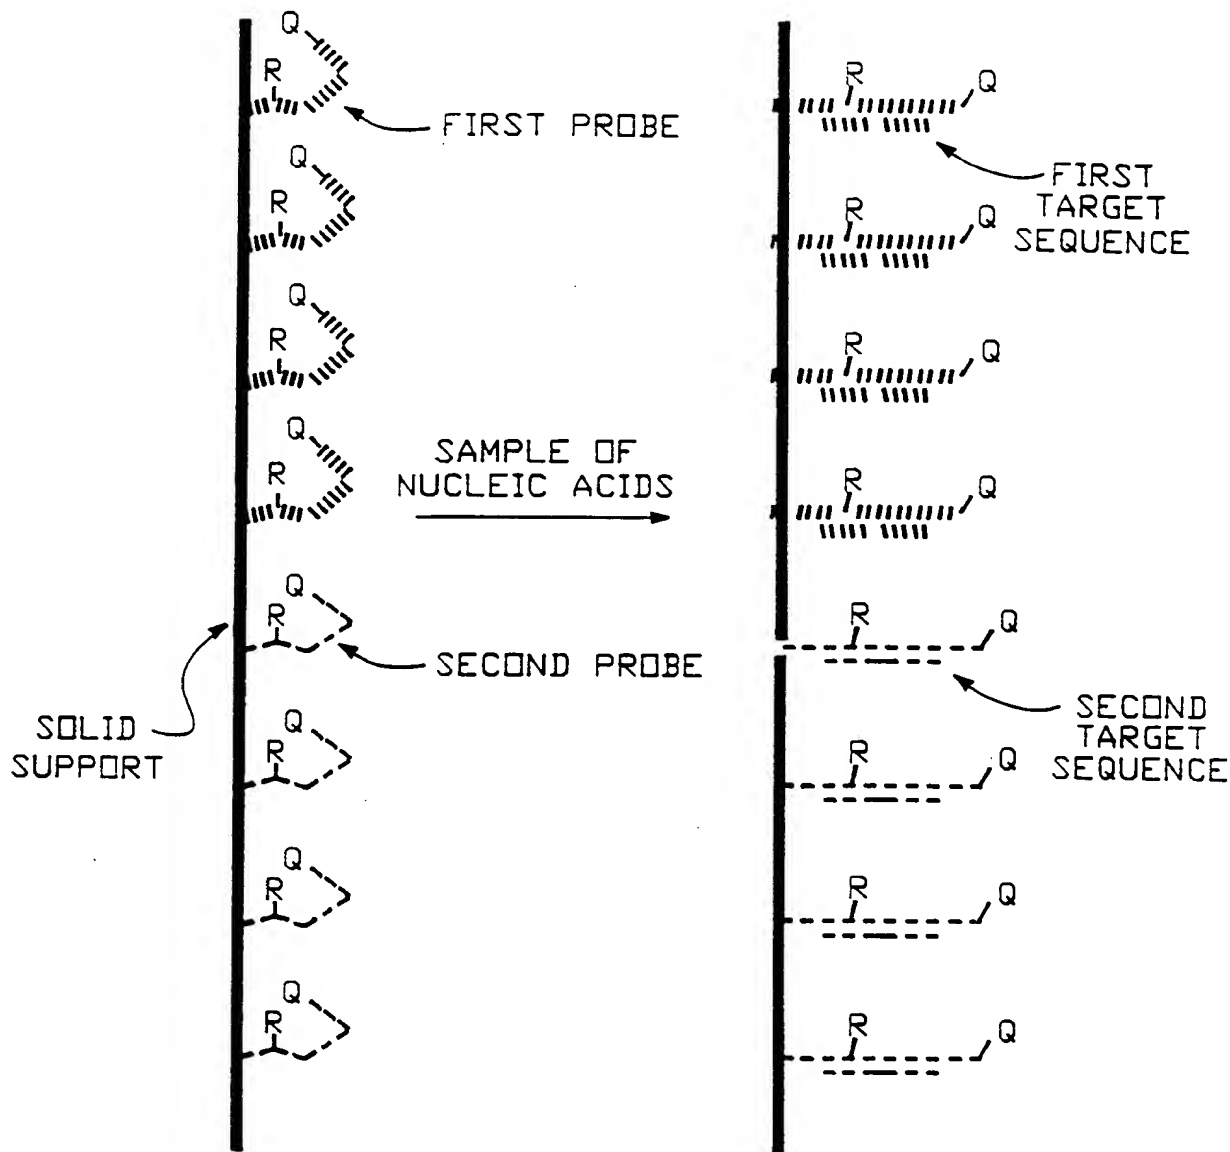 Q
R
FIRST PROBE
Q
R
Q
R
Q
R
SAMPLE OF
NUCLEIC ACIDS
Q
R
SECOND PROBE
SOLID
SUPPORT
Q
R
Q
R
Q
R
R
Q
FIRST
TARGET
SEQUENCE
R
Q
R
Q
R
Q
R
Q
SECOND
TARGET
SEQUENCE
R
Q
R
Q
R
Q